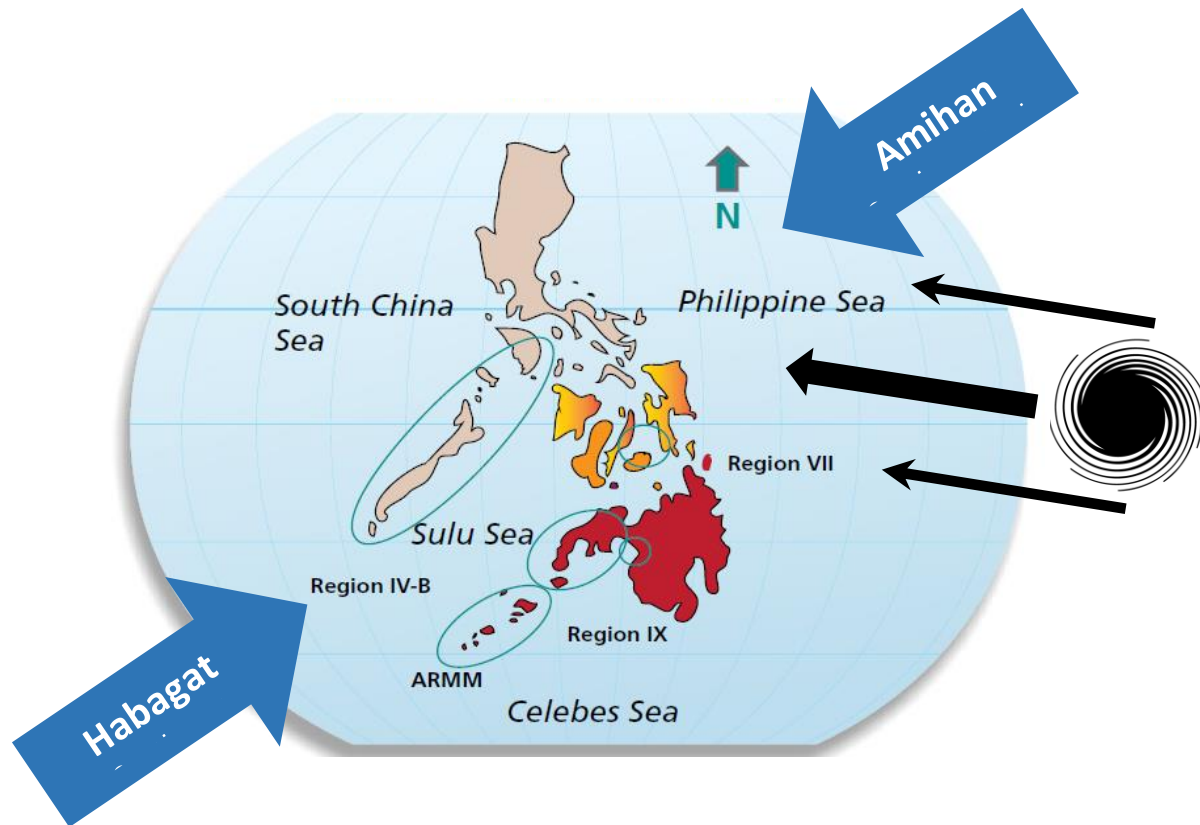 Amihan
N
South China
Sea
Philippine Sea
Region VII
Sulu Sea
Region IV-B
Region IX
ARMM
Habagat
Celebes Sea